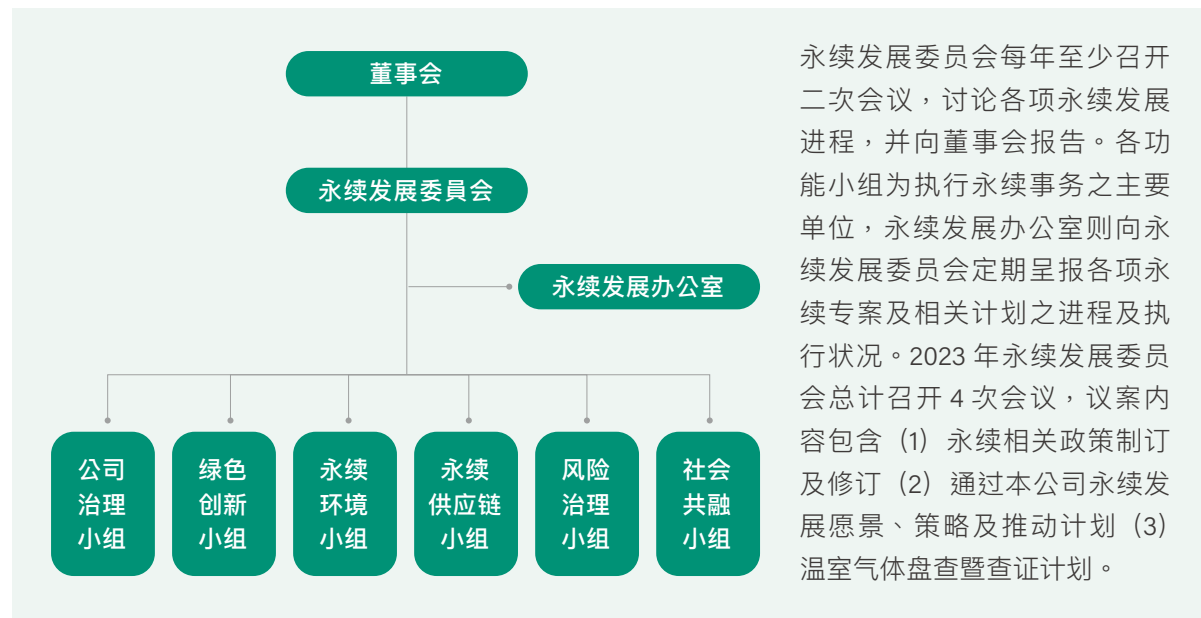 董事会
永续发展委員会
永续发展办公室
公司
治理
小组
绿色
创新
小组
永续
环境
小组
永续
供应链
小组
风险
治理
小组
社会
共融
小组
永续发展委员会每年至少召开
二次会议，讨论各项永续发展
进程，并向董事会报告。各功
能小组为执行永续事务之主要
单位，永续发展办公室则向永
续发展委员会定期呈报各项永
续专案及相关计划之进程及执
行状况。2023 年永续发展委员
会总计召开 4 次会议，议案内
容包含 (1) 永续相关政策制订
及修订 (2) 通过本公司永续发
展愿景、策略及推动计划 (3)
温室气体盘查暨查证计划。